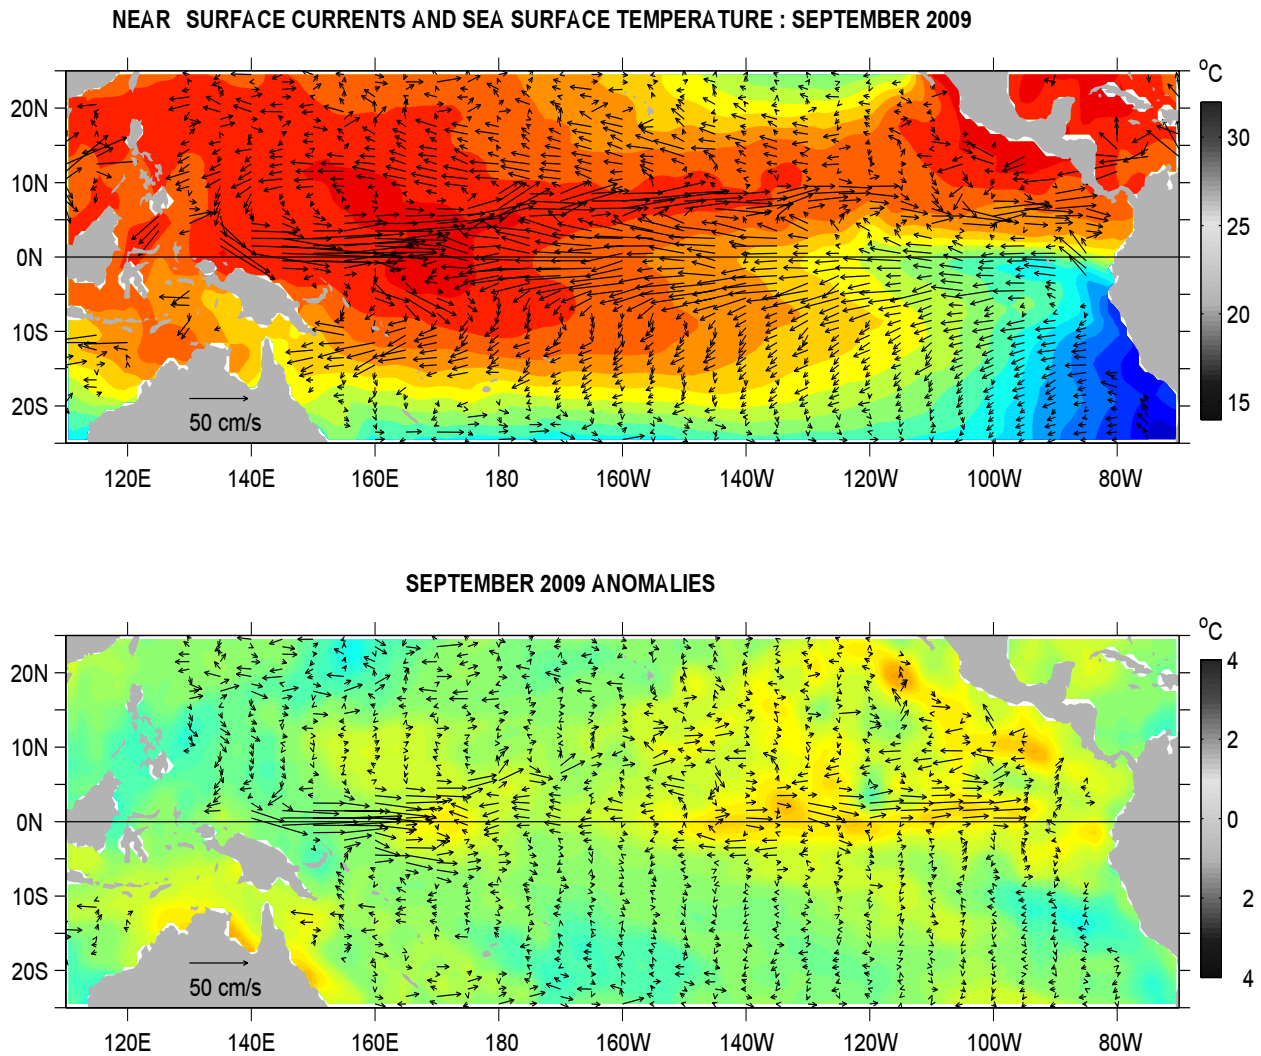 NEAR SURFACE CURRENTS AND SEA SURFACE TEMPERATURE : SEPTEMBER 2009
°C
20N
10N
0N
10S
20S
30
25
20
15
50 cm/s
120E 140E 160E 180 160W 140W 120W 100W 80W
SEPTEMBER 2009 ANOMALIES
°C
20N
10N
0N
10S
20S
4
2
0
2
4
50 cm/s
120E 140E 160E 180 160W 140W 120W 100W 80W